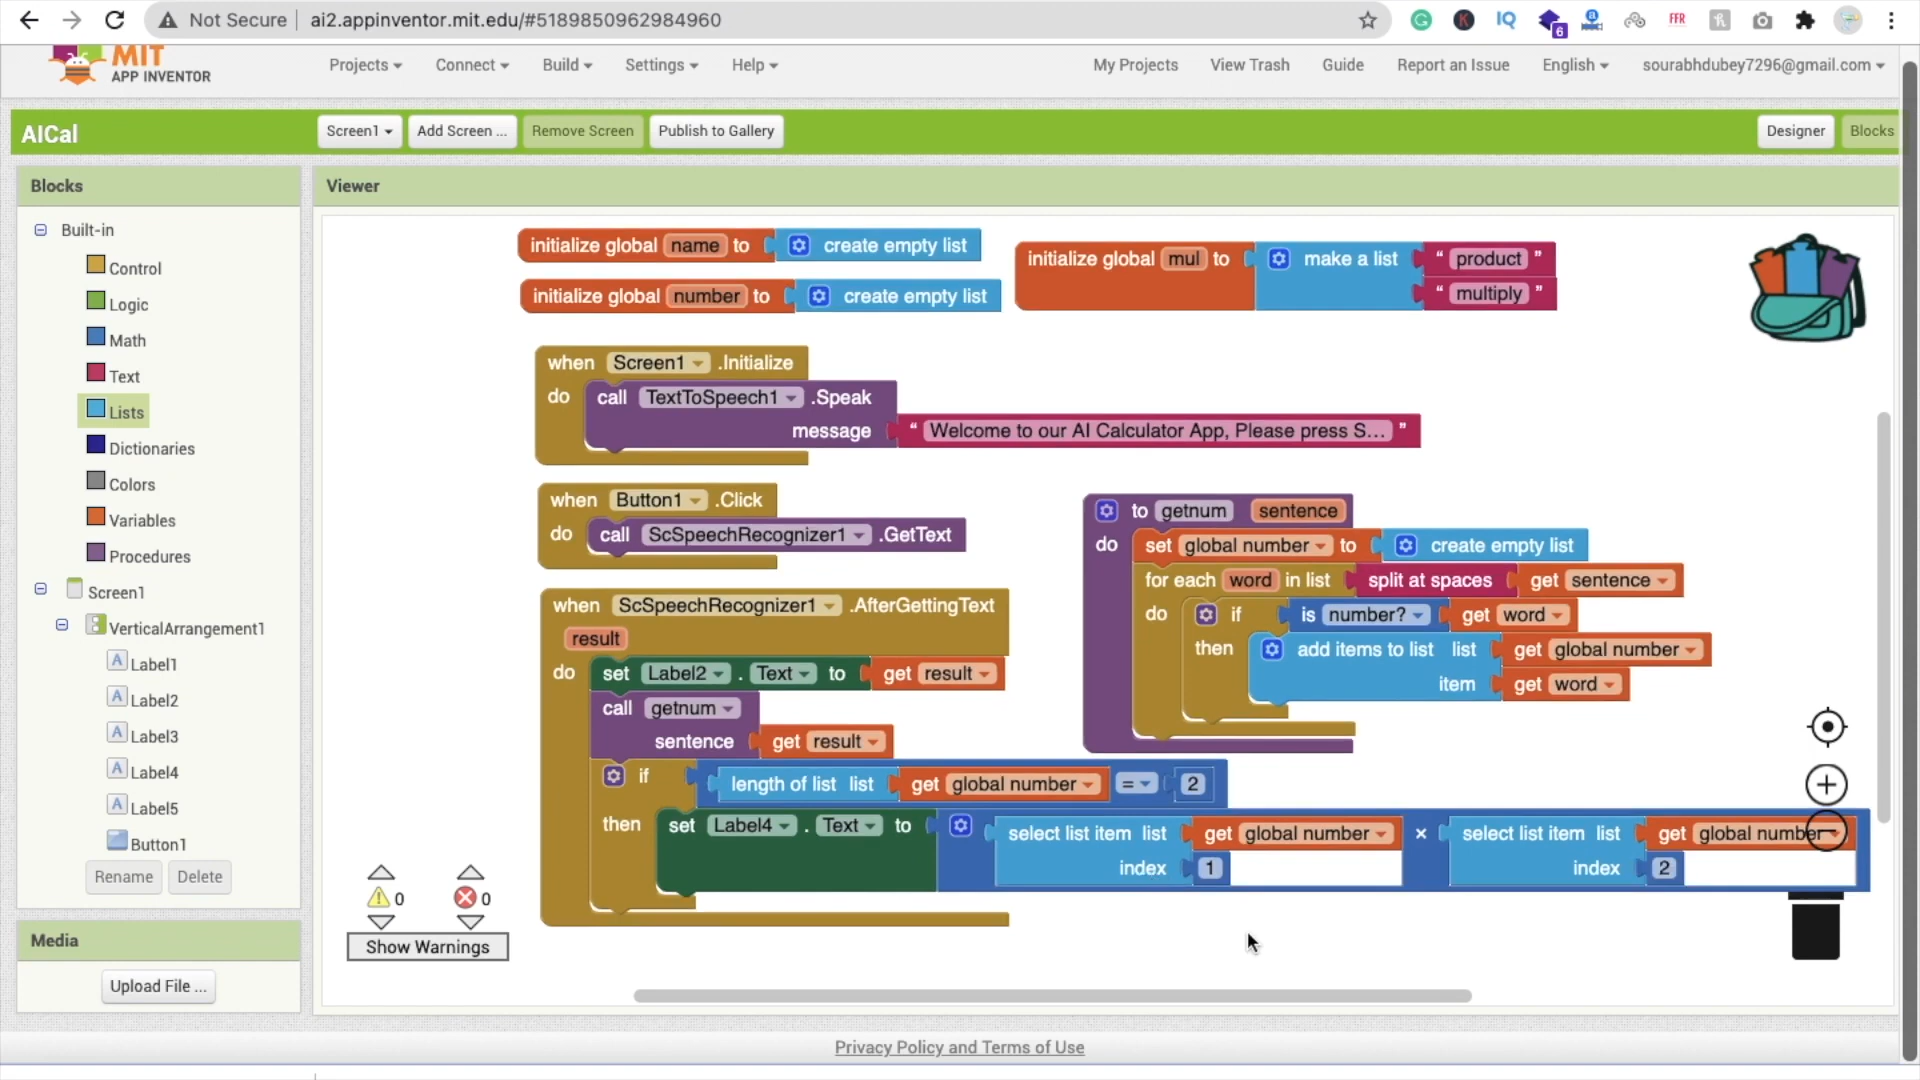 Not Secure | ai2.appinventor.mit.edu/#5189850962984960
IQ
6
a
FFR
MIT
APP INVENTOR
Projects
Connect
Build
Settings
Help
My Projects
View Trash
Guide
Report an Issue
English
sourabhdubey7296@gmail.com
AICal
Screen1
Add Screen ...
Remove Screen
Publish to Gallery
Designer
Blocks
Blocks
Built-in
Control
Logic
Math
Text
Lists
Dictionaries
Colors
Variables
Procedures
Screen1
VerticalArrangement1
A Label1
A Label2
A Label3
A Label4
A Label5
Button1
Rename
Delete
Media
Upload File ...
Viewer
initialize global name to create empty list
initialize global number to create empty list
initialize global mul to make a list " product "
" multiply "
when Screen1 .Initialize
do call TextToSpeech1 .Speak
message " Welcome to our AI Calculator App, Please press S... "
when Button1 .Click
do call ScSpeechRecognizer1 .GetText
when ScSpeechRecognizer1 .AfterGettingText
result
do set Label2 . Text to get result
call getnum
sentence get result
if length of list list get global number = 2
then set Label4 . Text to select list item list get global number × select list item list get global number
index 1 index 2
to getnum sentence
do set global number to create empty list
for each word in list split at spaces get sentence
do if is number? get word
then add items to list list get global number
item get word
0 0
Show Warnings
Privacy Policy and Terms of Use